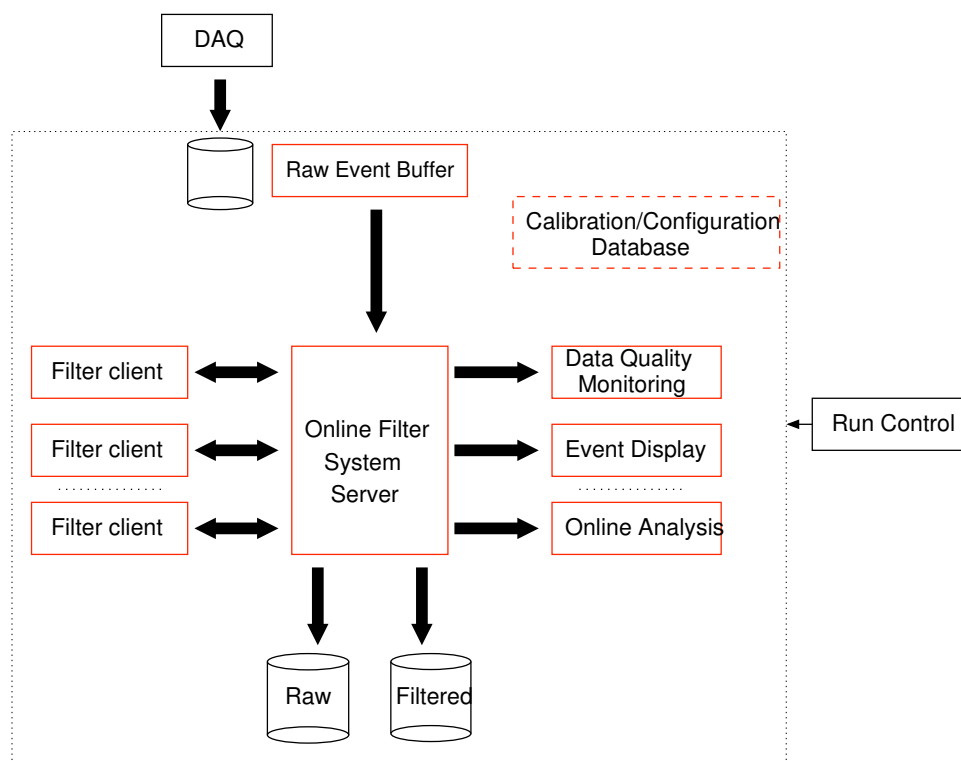 DAQ
Raw Event Buffer
Calibration/Configuration
Database
Filter client
Data Quality
Monitoring
Filter client
Online Filter
System
Server
Event Display
Run Control
Filter client
Online Analysis
Raw
Filtered